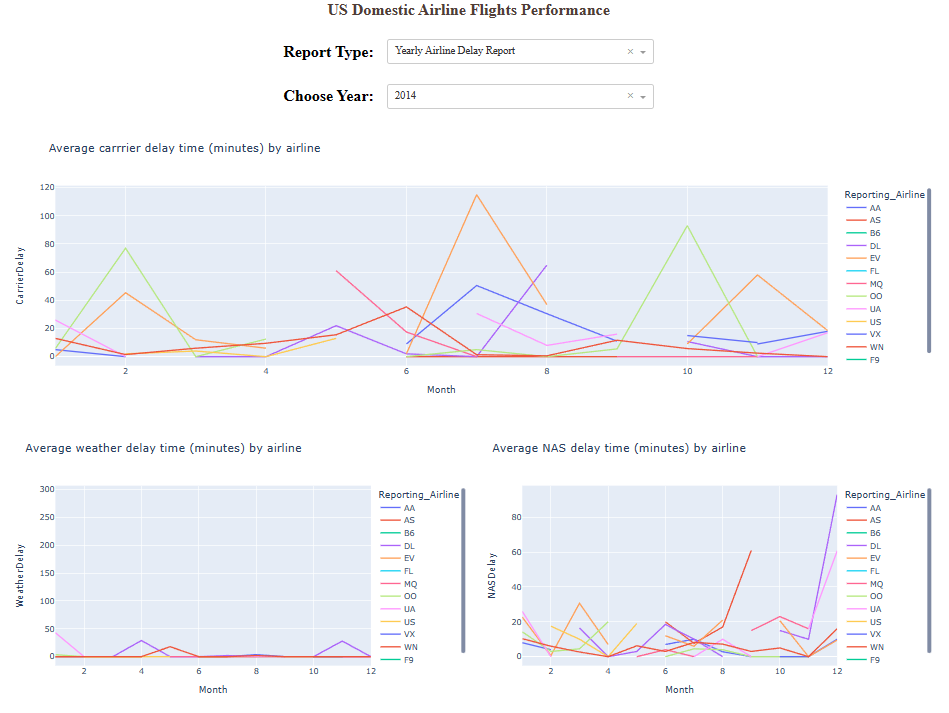 US Domestic Airline Flights Performance
Report Type: Yearly Airline Delay Report × 
Choose Year: 2014 ×
Average carrrier delay time (minutes) by airline
CarrierDelay
120
100
80
60
40
20
0
2 4 6 8 10 12
Month
Reporting_Airline
AA
AS
B6
DL
EV
FL
MQ
OO
UA
US
VX
WN
F9
Average weather delay time (minutes) by airline
WeatherDelay
300
250
200
150
100
50
0
2 4 6 8 10 12
Month
Reporting_Airline
AA
AS
B6
DL
EV
FL
MQ
OO
UA
US
VX
WN
F9
Average NAS delay time (minutes) by airline
NASDelay
80
60
40
20
0
2 4 6 8 10 12
Month
Reporting_Airline
AA
AS
B6
DL
EV
FL
MQ
OO
UA
US
VX
WN
F9